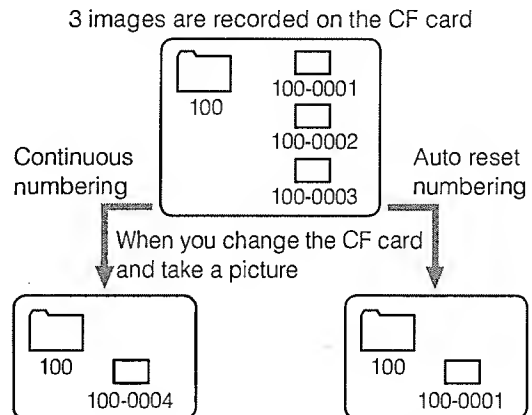 3 images are recorded on the CF card
100
100-0001
100-0002
100-0003
Continuous
numbering
Auto reset
numbering
When you change the CF card
and take a picture
100
100-0004
100
100-0001